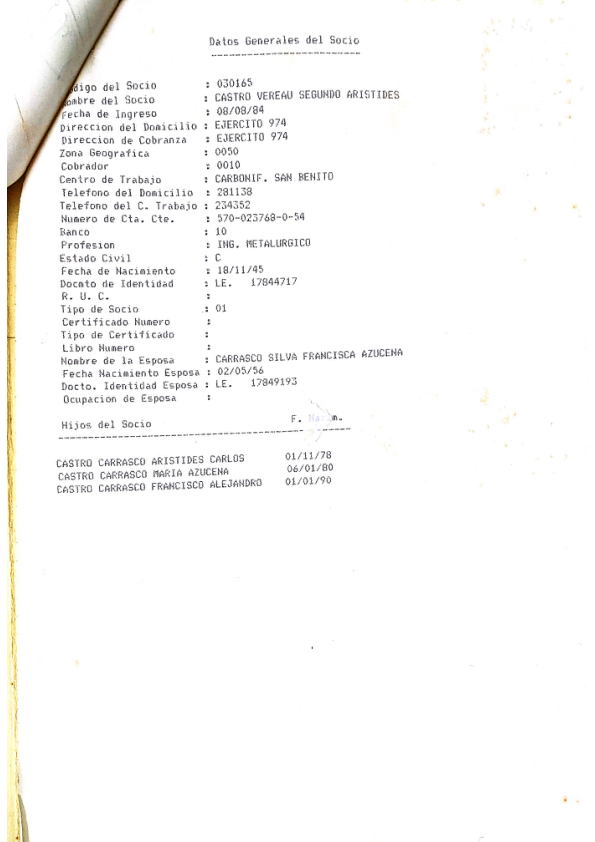 Datos Generales del Socio
digo del Socio : 030165
ombre del Socio : CASTRO VEREAU SEGUNDO ARISTIDES
Fecha de Ingreso : 08/08/84
Direccion del Domicilio : EJERCITO 974
Direccion de Cobranza : EJERCITO 974
Zona Geografica : 0050
Cobrador : 0010
Centro de Trabajo : CARBONIF. SAN BENITO
Telefono del Domicilio : 281138
Telefono del C. Trabajo : 234352
Numero de Cta. Cte. : 570-023768-0-54
Banco : 10
Profesion : ING. METALURGICO
Estado Civil : C
Fecha de Nacimiento : 18/11/45
Docmto de Identidad : LE. 17844717
R. U. C. :
Tipo de Socio : 01
Certificado Numero :
Tipo de Certificado :
Libro Numero :
Nombre de la Esposa : CARRASCO SILVA FRANCISCA AZUCENA
Fecha Nacimiento Esposa : 02/05/56
Docto. Identidad Esposa : LE. 17849193
Ocupacion de Esposa :
Hijos del Socio F.
CASTRO CARRASCO ARISTIDES CARLOS 01/11/78
CASTRO CARRASCO MARIA AZUCENA 06/01/80
CASTRO CARRASCO FRANCISCO ALEJANDRO 01/01/90